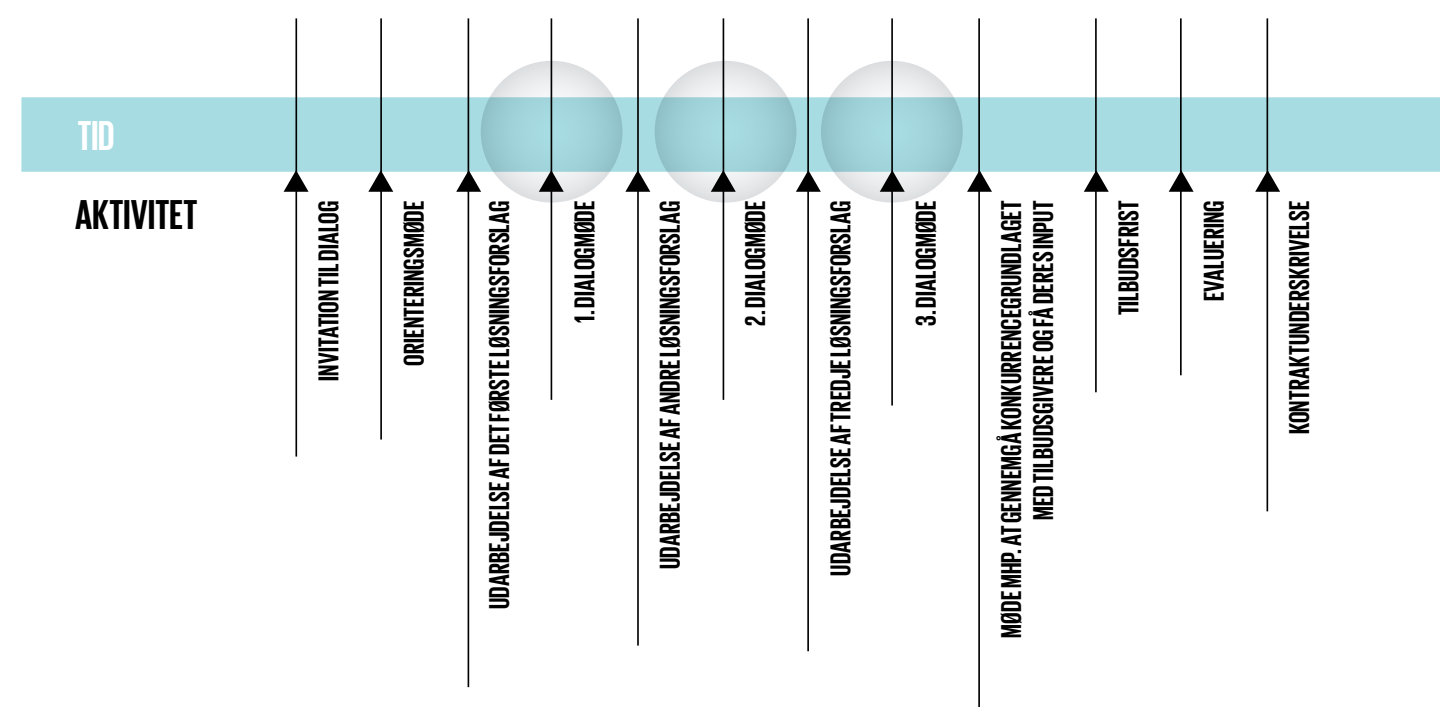 TID
AKTIVITET
INVITATION TIL DIALOG
ORIENTERINGSMØDE
UDARBEJDELSE AF DET FØRSTE LØSNINGSFORSLAG
1. DIALOGMØDE
UDARBEJDELSE AF ANDRE LØSNINGSFORSLAG
2. DIALOGMØDE
UDARBEJDELSE AF TREDJE LØSNINGSFORSLAG
3. DIALOGMØDE
MØDE MHP. AT GENNEMGÅ KONKURRENCEGRUNDLAGET
MED TILBUDSGIVERE OG FÅ DERES INPUT
TILBUDSFRIST
EVALUERING
KONTRAKTUNDERSKRIVELSE